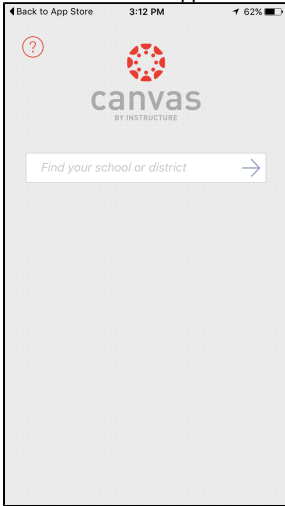 Back to App Store 3:12 PM 62%
?
canvas
BY INSTRUCTURE
Find your school or district